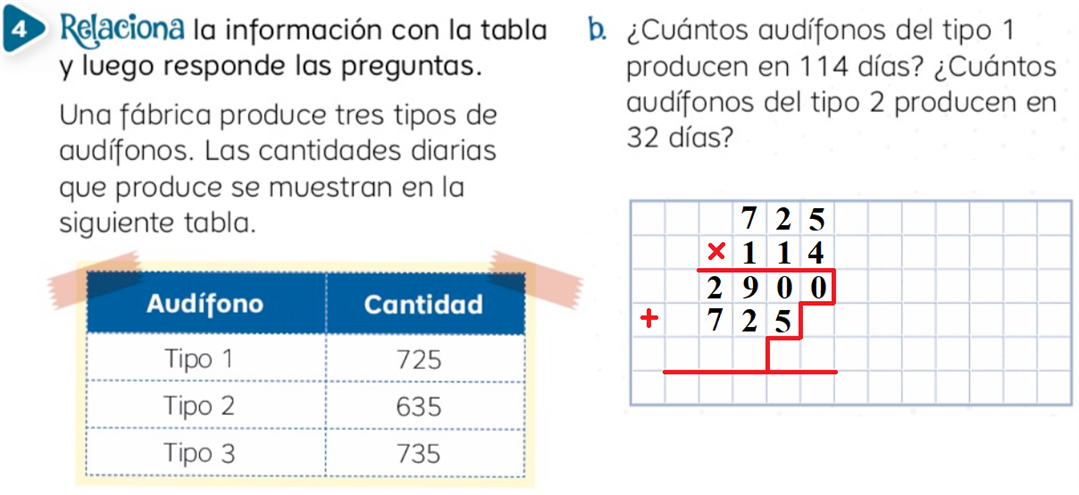 4 Relaciona la información con la tabla
y luego responde las preguntas.
Una fábrica produce tres tipos de
audífonos. Las cantidades diarias
que produce se muestran en la
siguiente tabla.
Audífono Cantidad
Tipo 1 725
Tipo 2 635
Tipo 3 735
b. ¿Cuántos audífonos del tipo 1
producen en 114 días? ¿Cuántos
audífonos del tipo 2 producen en
32 días?
7 2 5
× 1 1 4
2 9 0 0
+ 7 2 5